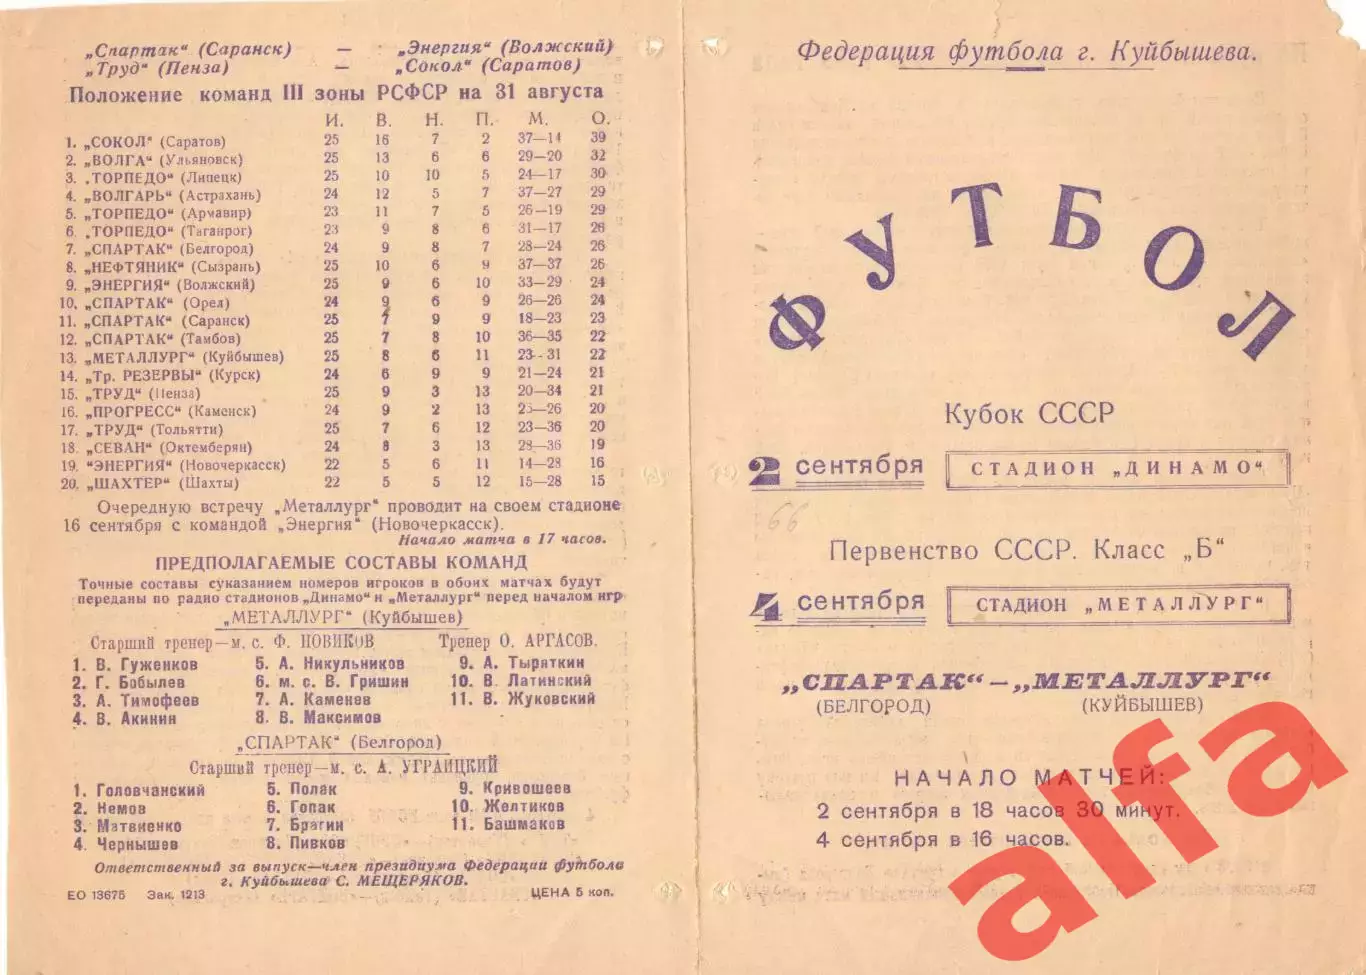 „Спартак“ (Саранск) — „Энергия“ (Волжский)
„Труд“ (Пенза) — „Сокол“ (Саратов)
Положение команд III зоны РСФСР на 31 августа
И. В. Н. П. М. О.
1. „СОКОЛ“ (Саратов) 25 16 7 2 37—14 39
2. „ВОЛГА“ (Ульяновск) 25 13 6 6 29—20 32
3. „ТОРПЕДО“ (Липецк) 25 10 10 5 24—17 30
4. „ВОЛГАРЬ“ (Астрахань) 24 12 5 7 37—27 29
5. „ТОРПЕДО“ (Армавир) 23 11 7 5 26—19 29
6. „ТОРПЕДО“ (Таганрог) 23 9 8 6 31—17 26
7. „СПАРТАК“ (Белгород) 24 9 8 7 28—24 26
8. „НЕФТЯНИК“ (Сызрань) 25 10 6 9 37—37 26
9. „ЭНЕРГИЯ“ (Волжский) 25 9 6 10 33—29 24
10. „СПАРТАК“ (Орел) 24 9 6 9 26—26 24
11. „СПАРТАК“ (Саранск) 25 7 9 9 18—23 23
12. „СПАРТАК“ (Тамбов) 25 7 8 10 36—35 22
13. „МЕТАЛЛУРГ“ (Куйбышев) 25 8 6 11 23—31 22
14. „Тр. РЕЗЕРВЫ“ (Курск) 24 6 9 9 21—24 21
15. „ТРУД“ (Пенза) 25 9 3 13 20—34 21
16. „ПРОГРЕСС“ (Каменск) 24 9 2 13 25—26 20
17. „ТРУД“ (Тольятти) 25 7 6 12 23—36 20
18. „СЕВАН“ (Октемберян) 24 8 3 13 28—36 19
19. “ЭНЕРГИЯ“ (Новочеркасск) 22 5 6 11 14—28 16
20. „ШАХТЕР“ (Шахты) 22 5 5 12 15—28 15
Очередную встречу „Металлург“ проводит на своем стадионе
16 сентября с командой „Энергия“ (Новочеркасск).
Начало матча в 17 часов.
ПРЕДПОЛАГАЕМЫЕ СОСТАВЫ КОМАНД
Точные составы суказанием номеров игроков в обоих матчах будут
переданы по радио стадионов „Динамо“ и „Металлург“ перед началом игр
„МЕТАЛЛУРГ“ (Куйбышев)
Старший тренер—м. с. Ф. НОВИКОВ Тренер О. АРГАСОВ.
1. В. Гуженков 5. А. Никульников 9. А. Тыряткин
2. Г. Бобылев 6. м. с. В. Гришин 10. В. Латинский
3. А. Тимофеев 7. А. Каменев 11. В. Жуковский
4. В. Акинин 8. В. Максимов
„СПАРТАК“ (Белгород)
Старший тренер—м. с. А. УГРАИЦКИЙ
1. Головчанский 5. Полак 9. Кривошеев
2. Немов 6. Гопак 10. Желтиков
3. Матвиенко 7. Брагин 11. Башмаков
4. Чернышев 8. Пивков
Ответственный за выпуск—член президиума Федерации футбола
г. Куйбышева С. МЕЩЕРЯКОВ.
ЕО 13675 Зак. 1213 ЦЕНА 5 коп.
Федерация футбола г. Куйбышева.
ФУТБОЛ
Кубок СССР
2 сентября СТАДИОН „ДИНАМО“
66
Первенство СССР. Класс „Б“
4 сентября СТАДИОН „МЕТАЛЛУРГ“
„СПАРТАК“—„МЕТАЛЛУРГ“
(БЕЛГОРОД) (КУЙБЫШЕВ)
НАЧАЛО МАТЧЕЙ:
2 сентября в 18 часов 30 минут.
4 сентября в 16 часов.
alfa